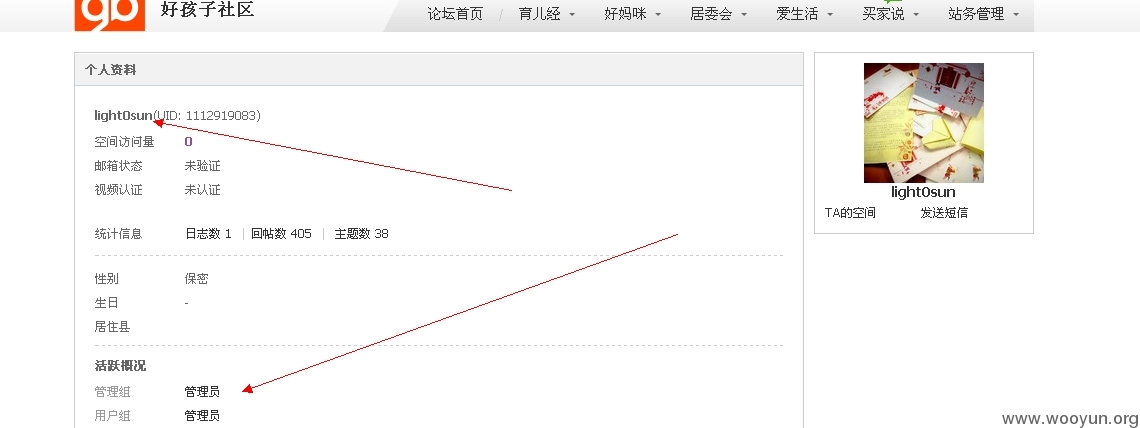 gb 好孩子社区
论坛首页 / 育儿经 好妈咪 居委会 爱生活 买家说 站务管理
个人资料
light0sun(UID: 1112919083)
空间访问量 0
邮箱状态 未验证
视频认证 未认证
统计信息 日志数 1 | 回帖数 405 | 主题数 38
性别 保密
生日 -
居住县
活跃概况
管理组 管理员
用户组 管理员
light0sun
TA的空间 发送短信
www.wooyun.org